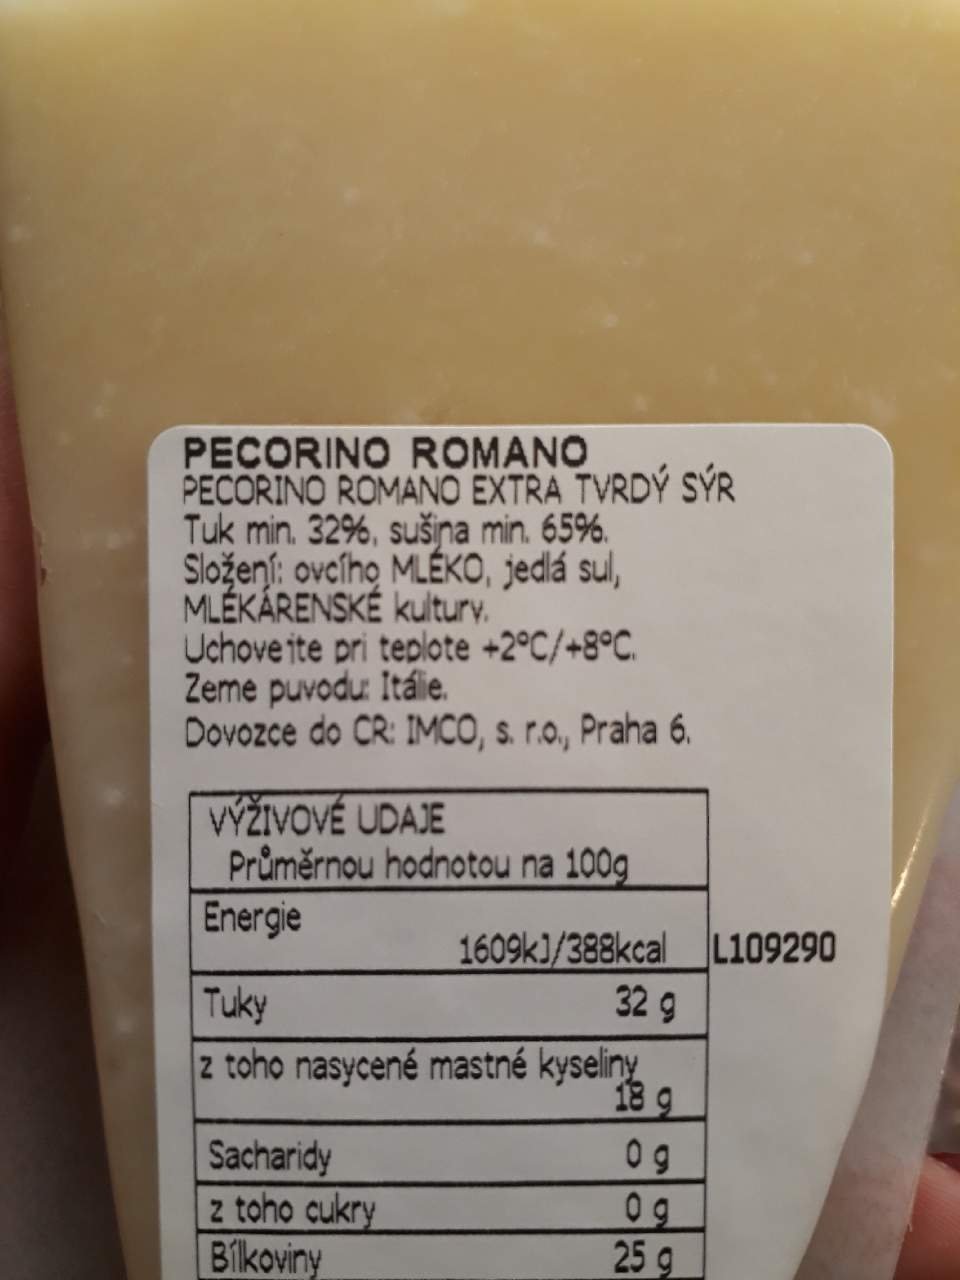 PECORINO ROMANO
PECORINO ROMANO EXTRA TVRDÝ SÝR
Tuk min. 32%, sušina min. 65%.
Složení: ovcího MLÉKO, jedlá sul,
MLÉKÁRENSKÉ kultury.
Uchovejte pri teplote +2°C/+8°C.
Zeme puvodu: Itálie.
Dovozce do CR: IMCO, s. r.o., Praha 6.
VÝŽIVOVÉ UDAJE
Průměrnou hodnotou na 100g
Energie
1609kJ/388kcal L109290
Tuky 32 g
z toho nasycené mastné kyseliny
18 g
Sacharidy 0 g
z toho cukry 0 g
Bílkoviny 25 g